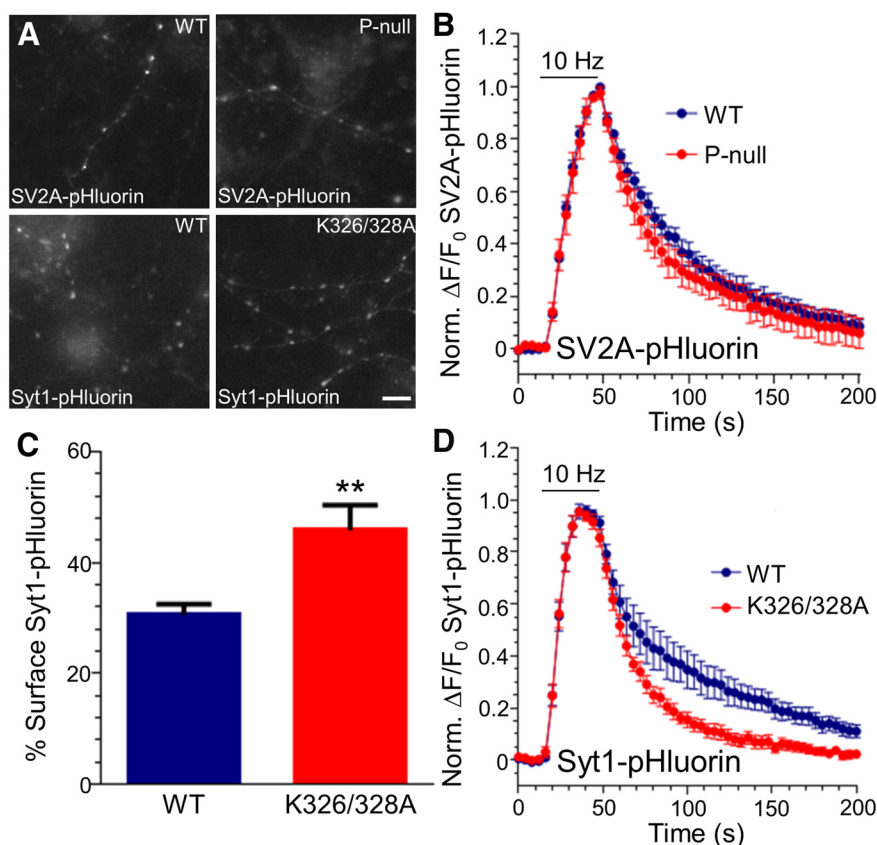 A
WT
P-null
SV2A-pHluorin
SV2A-pHluorin
WT
K326/328A
Syt1-pHluorin
Syt1-pHluorin
B
Norm. ΔF/F0 SV2A-pHluorin
1.2
1.0
0.8
0.6
0.4
0.2
0
10 Hz
WT
P-null
SV2A-pHluorin
0
50
100
150
200
Time (s)
C
% Surface Syt1-pHluorin
60
40
20
0
**
WT
K326/328A
D
Norm. ΔF/F0 Syt1-pHluorin
1.2
1.0
0.8
0.6
0.4
0.2
0
10 Hz
WT
K326/328A
Syt1-pHluorin
0
50
100
150
200
Time (s)